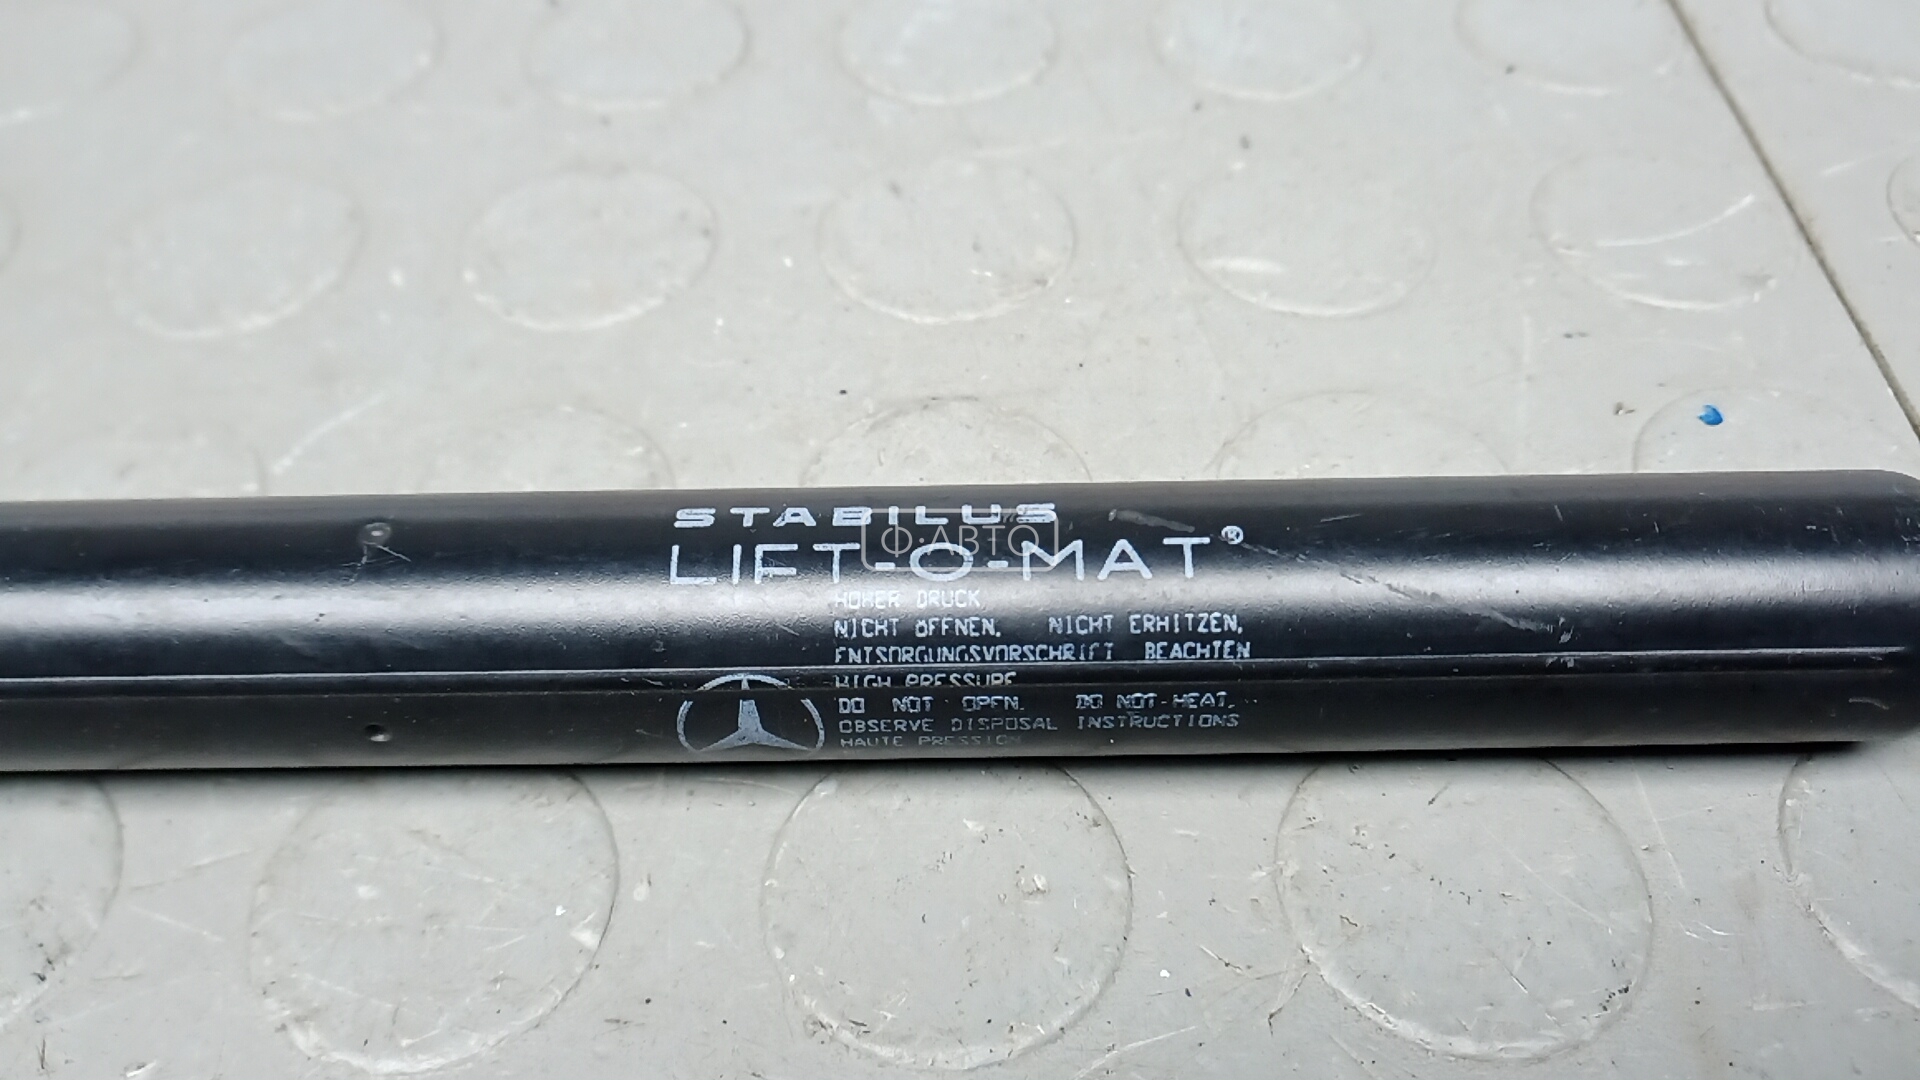 STABILUS
Ф·АВТО
LIFT-O-MAT®
HOHER DRUCK
NICHT ÖFFNEN. NICHT ERHITZEN.
ENTSORGUNGSVORSCHRIFT BEACHTEN
HIGH PRESSURE
DO NOT OPEN. DO NOT HEAT.
OBSERVE DISPOSAL INSTRUCTIONS
HAUTE PRESSION